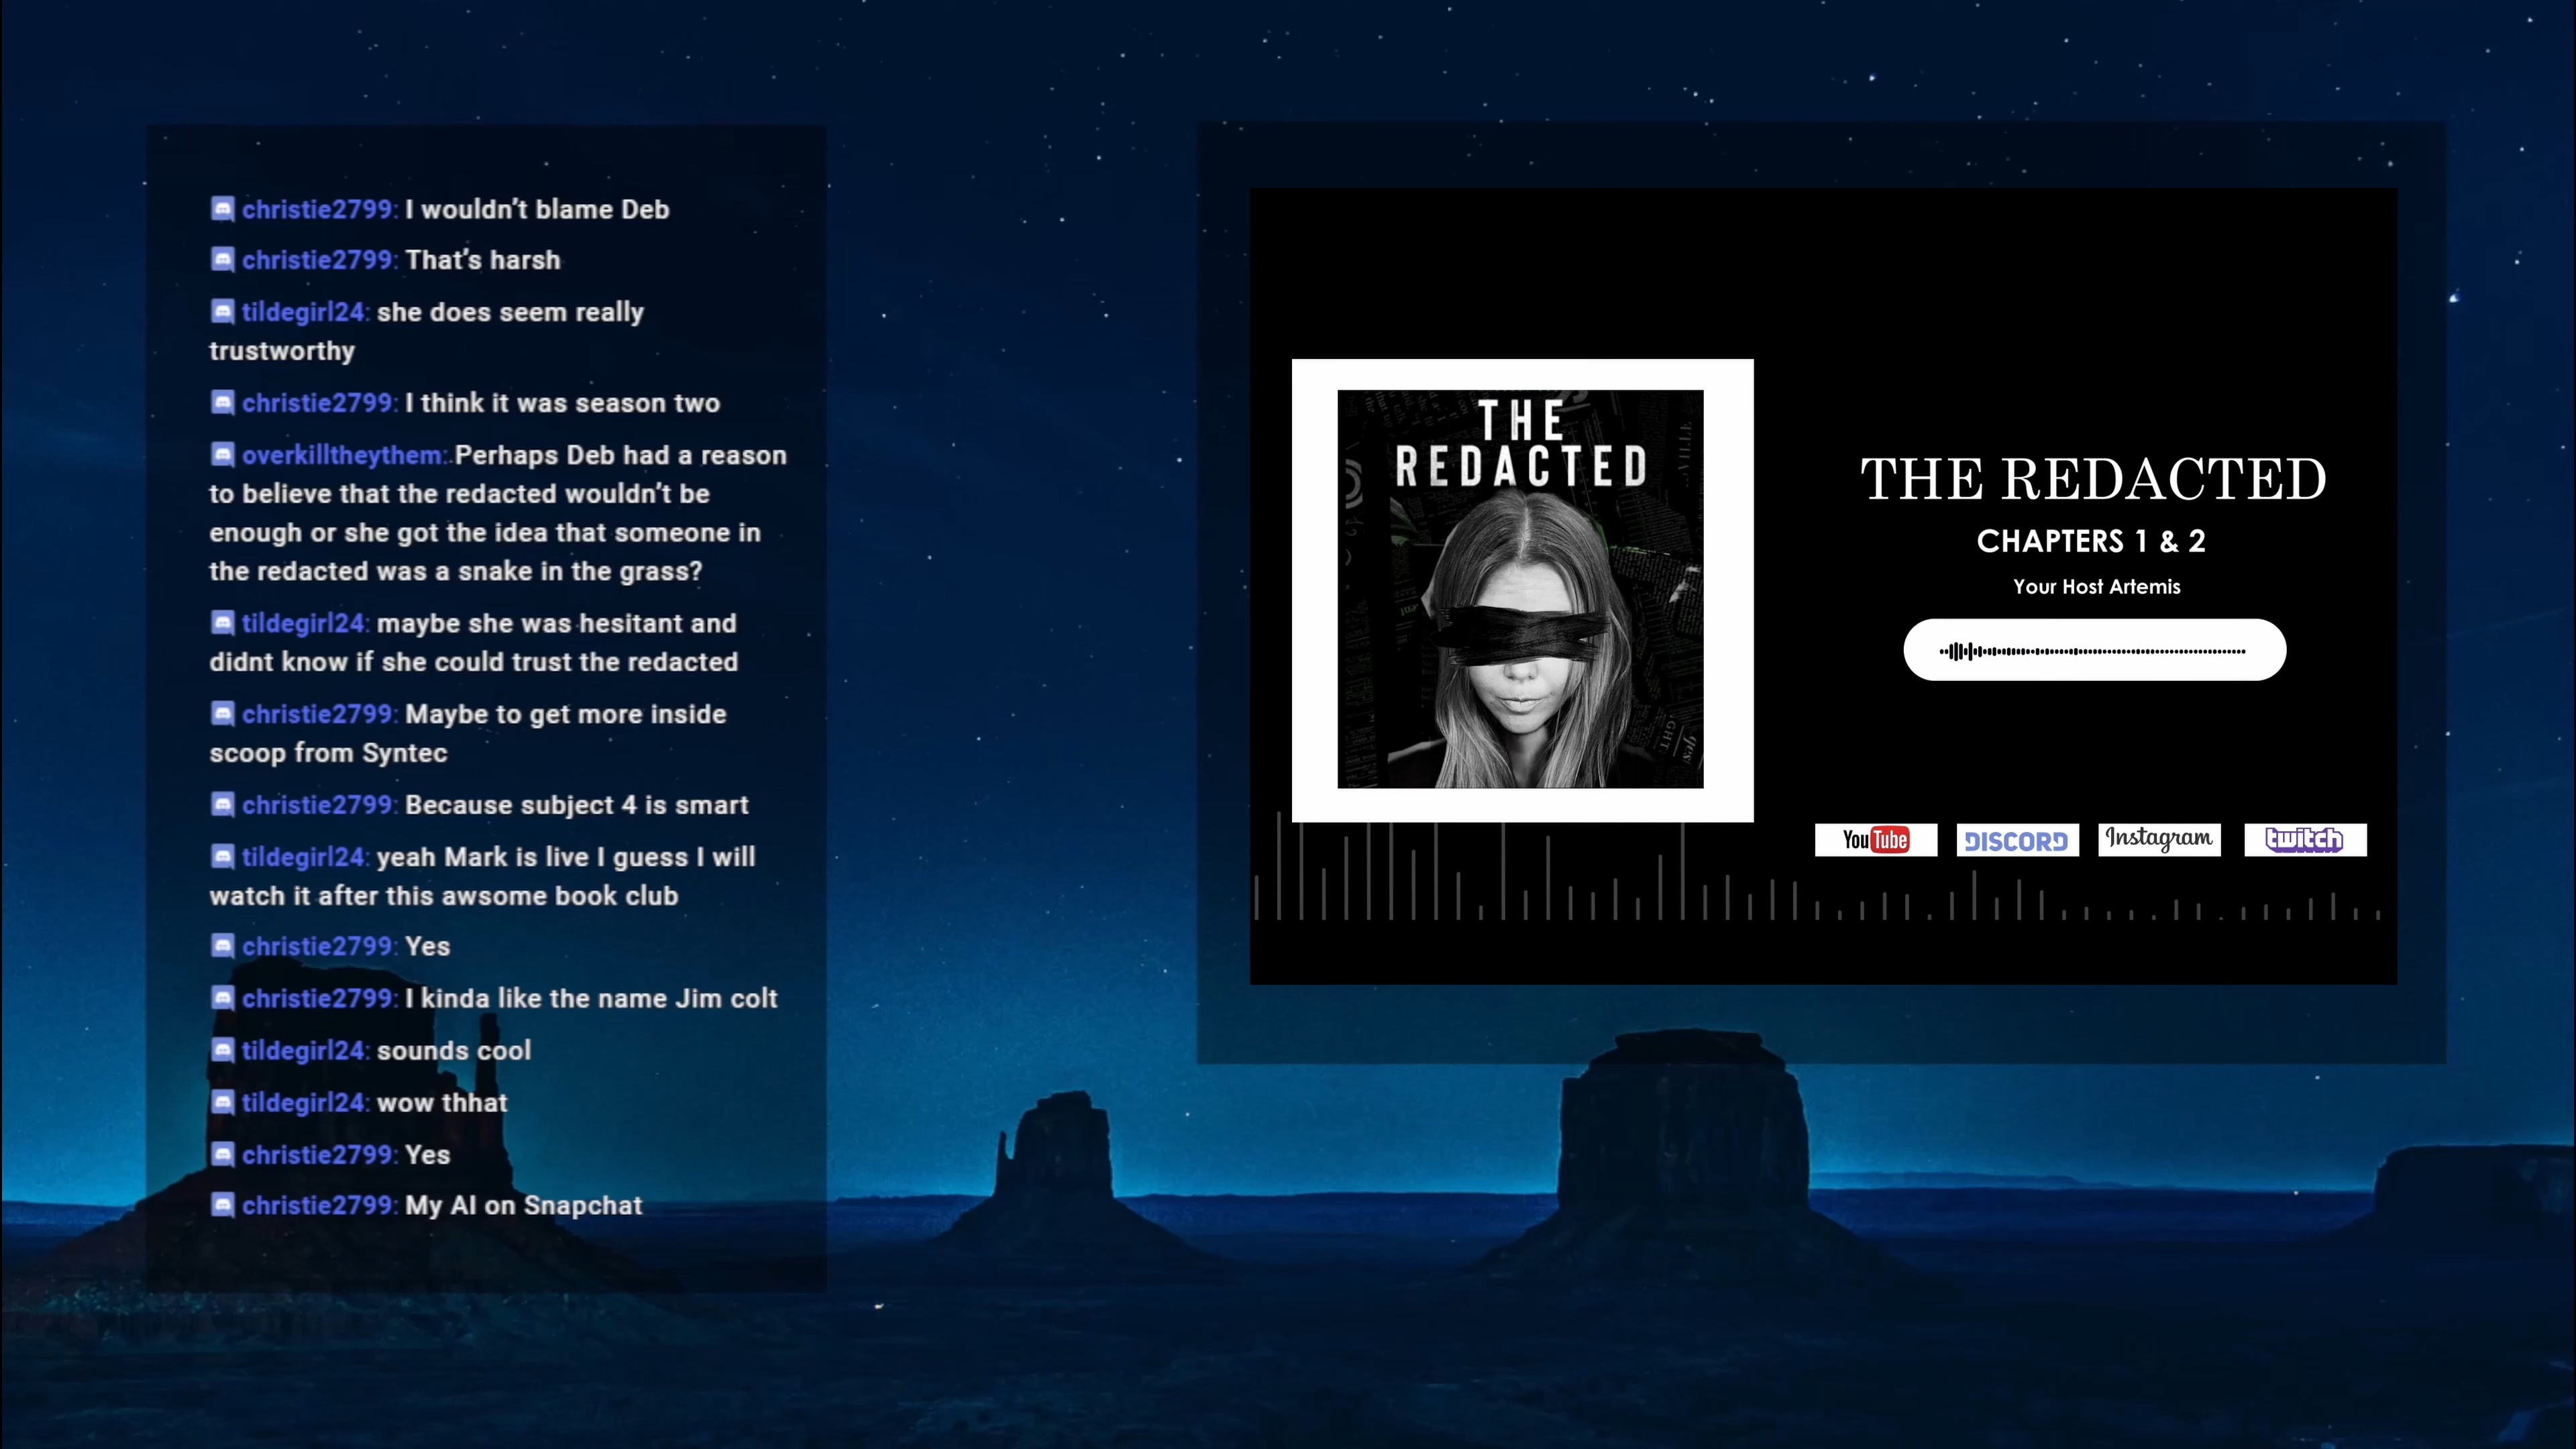 christie2799: I wouldn't blame Deb
christie2799: That's harsh
tildegirl24: she does seem really
trustworthy
christie2799: I think it was season two
overkilltheythem: Perhaps Deb had a reason
to believe that the redacted wouldn't be
enough or she got the idea that someone in
the redacted was a snake in the grass?
tildegirl24: maybe she was hesitant and
didnt know if she could trust the redacted
christie2799: Maybe to get more inside
scoop from Syntec
christie2799: Because subject 4 is smart
tildegirl24: yeah Mark is live I guess I will
watch it after this awsome book club
christie2799: Yes
christie2799: I kinda like the name Jim colt
tildegirl24: sounds cool
tildegirl24: wow thhat
christie2799: Yes
christie2799: My AI on Snapchat
THE
REDACTED
THE REDACTED
CHAPTERS 1 & 2
Your Host Artemis
YouTube
DISCORD
Instagram
twitch